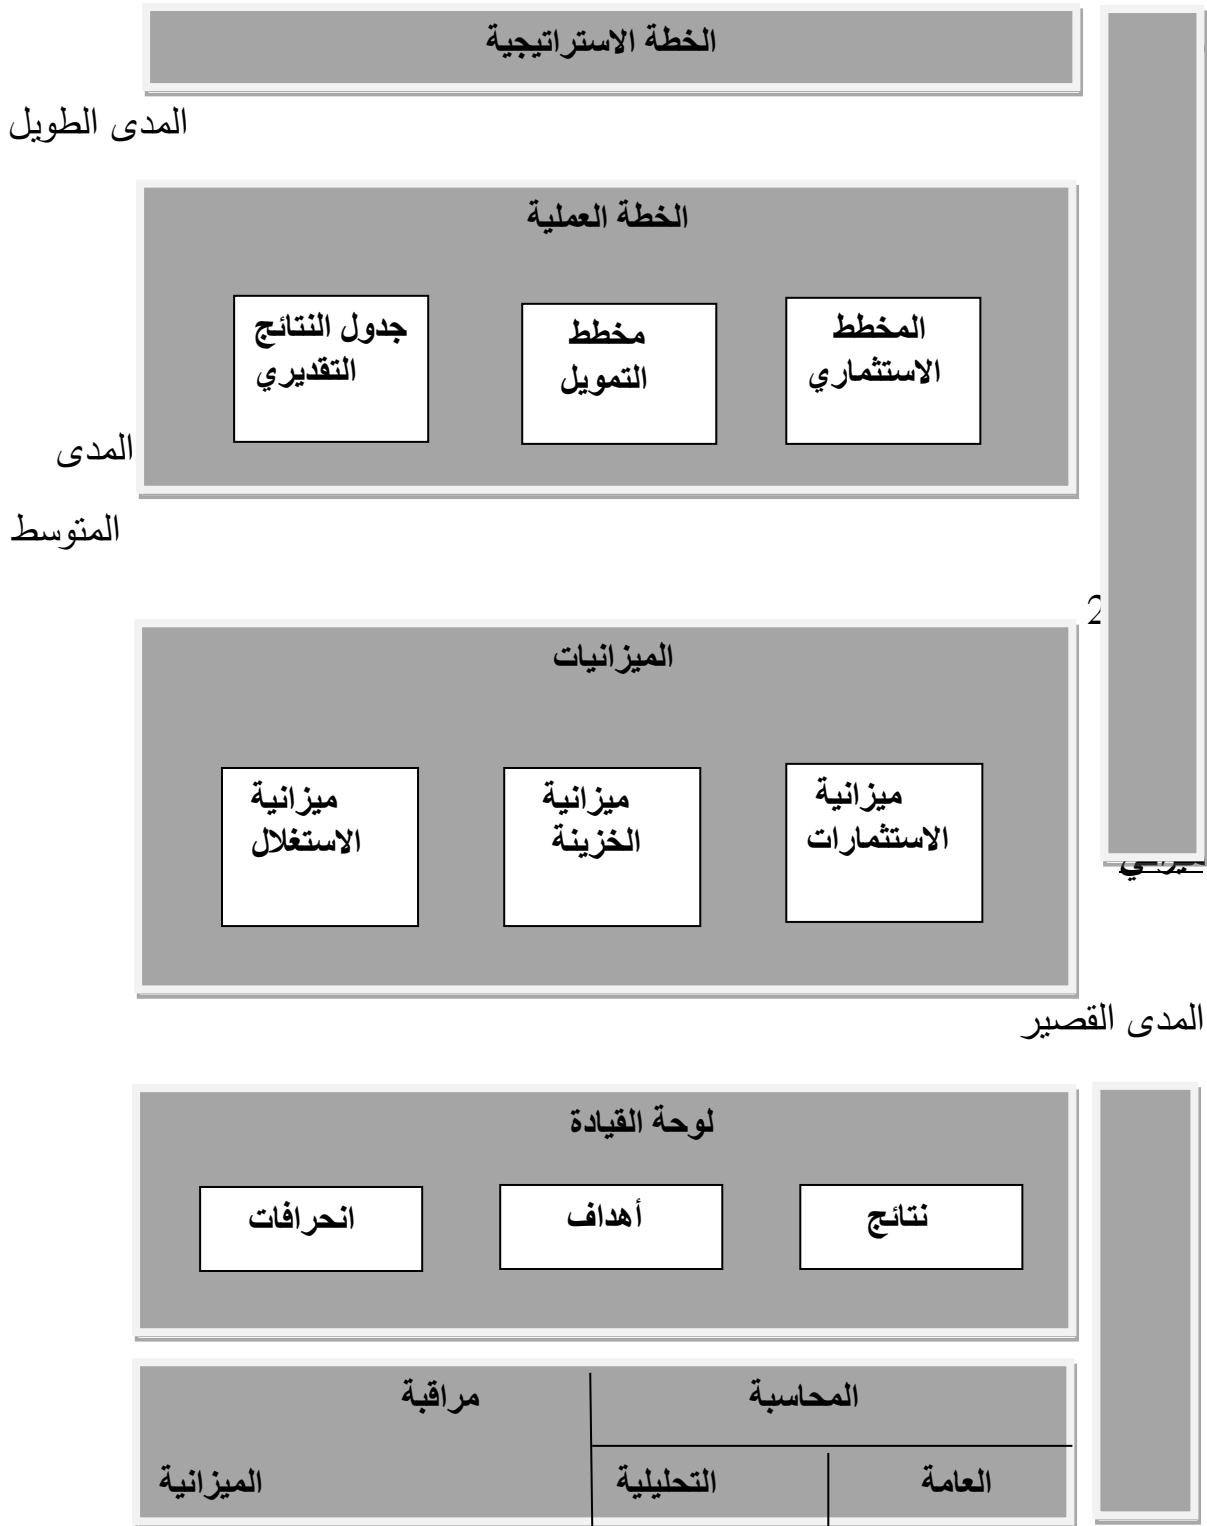 الخطة الاستراتيجية
المدى الطويل
الخطة العملية
المخطط
الاستثماري
مخطط
التمويل
جدول النتائج
التقديري
المدى
المتوسط
2
الميزانيات
ميزانية
الاستثمارات
ميزانية
الخزينة
ميزانية
الاستغلال
المدى القصير
لوحة القيادة
نتائج
أهداف
انحرافات
المحاسبة
مراقبة
العامة
التحليلية
الميزانية